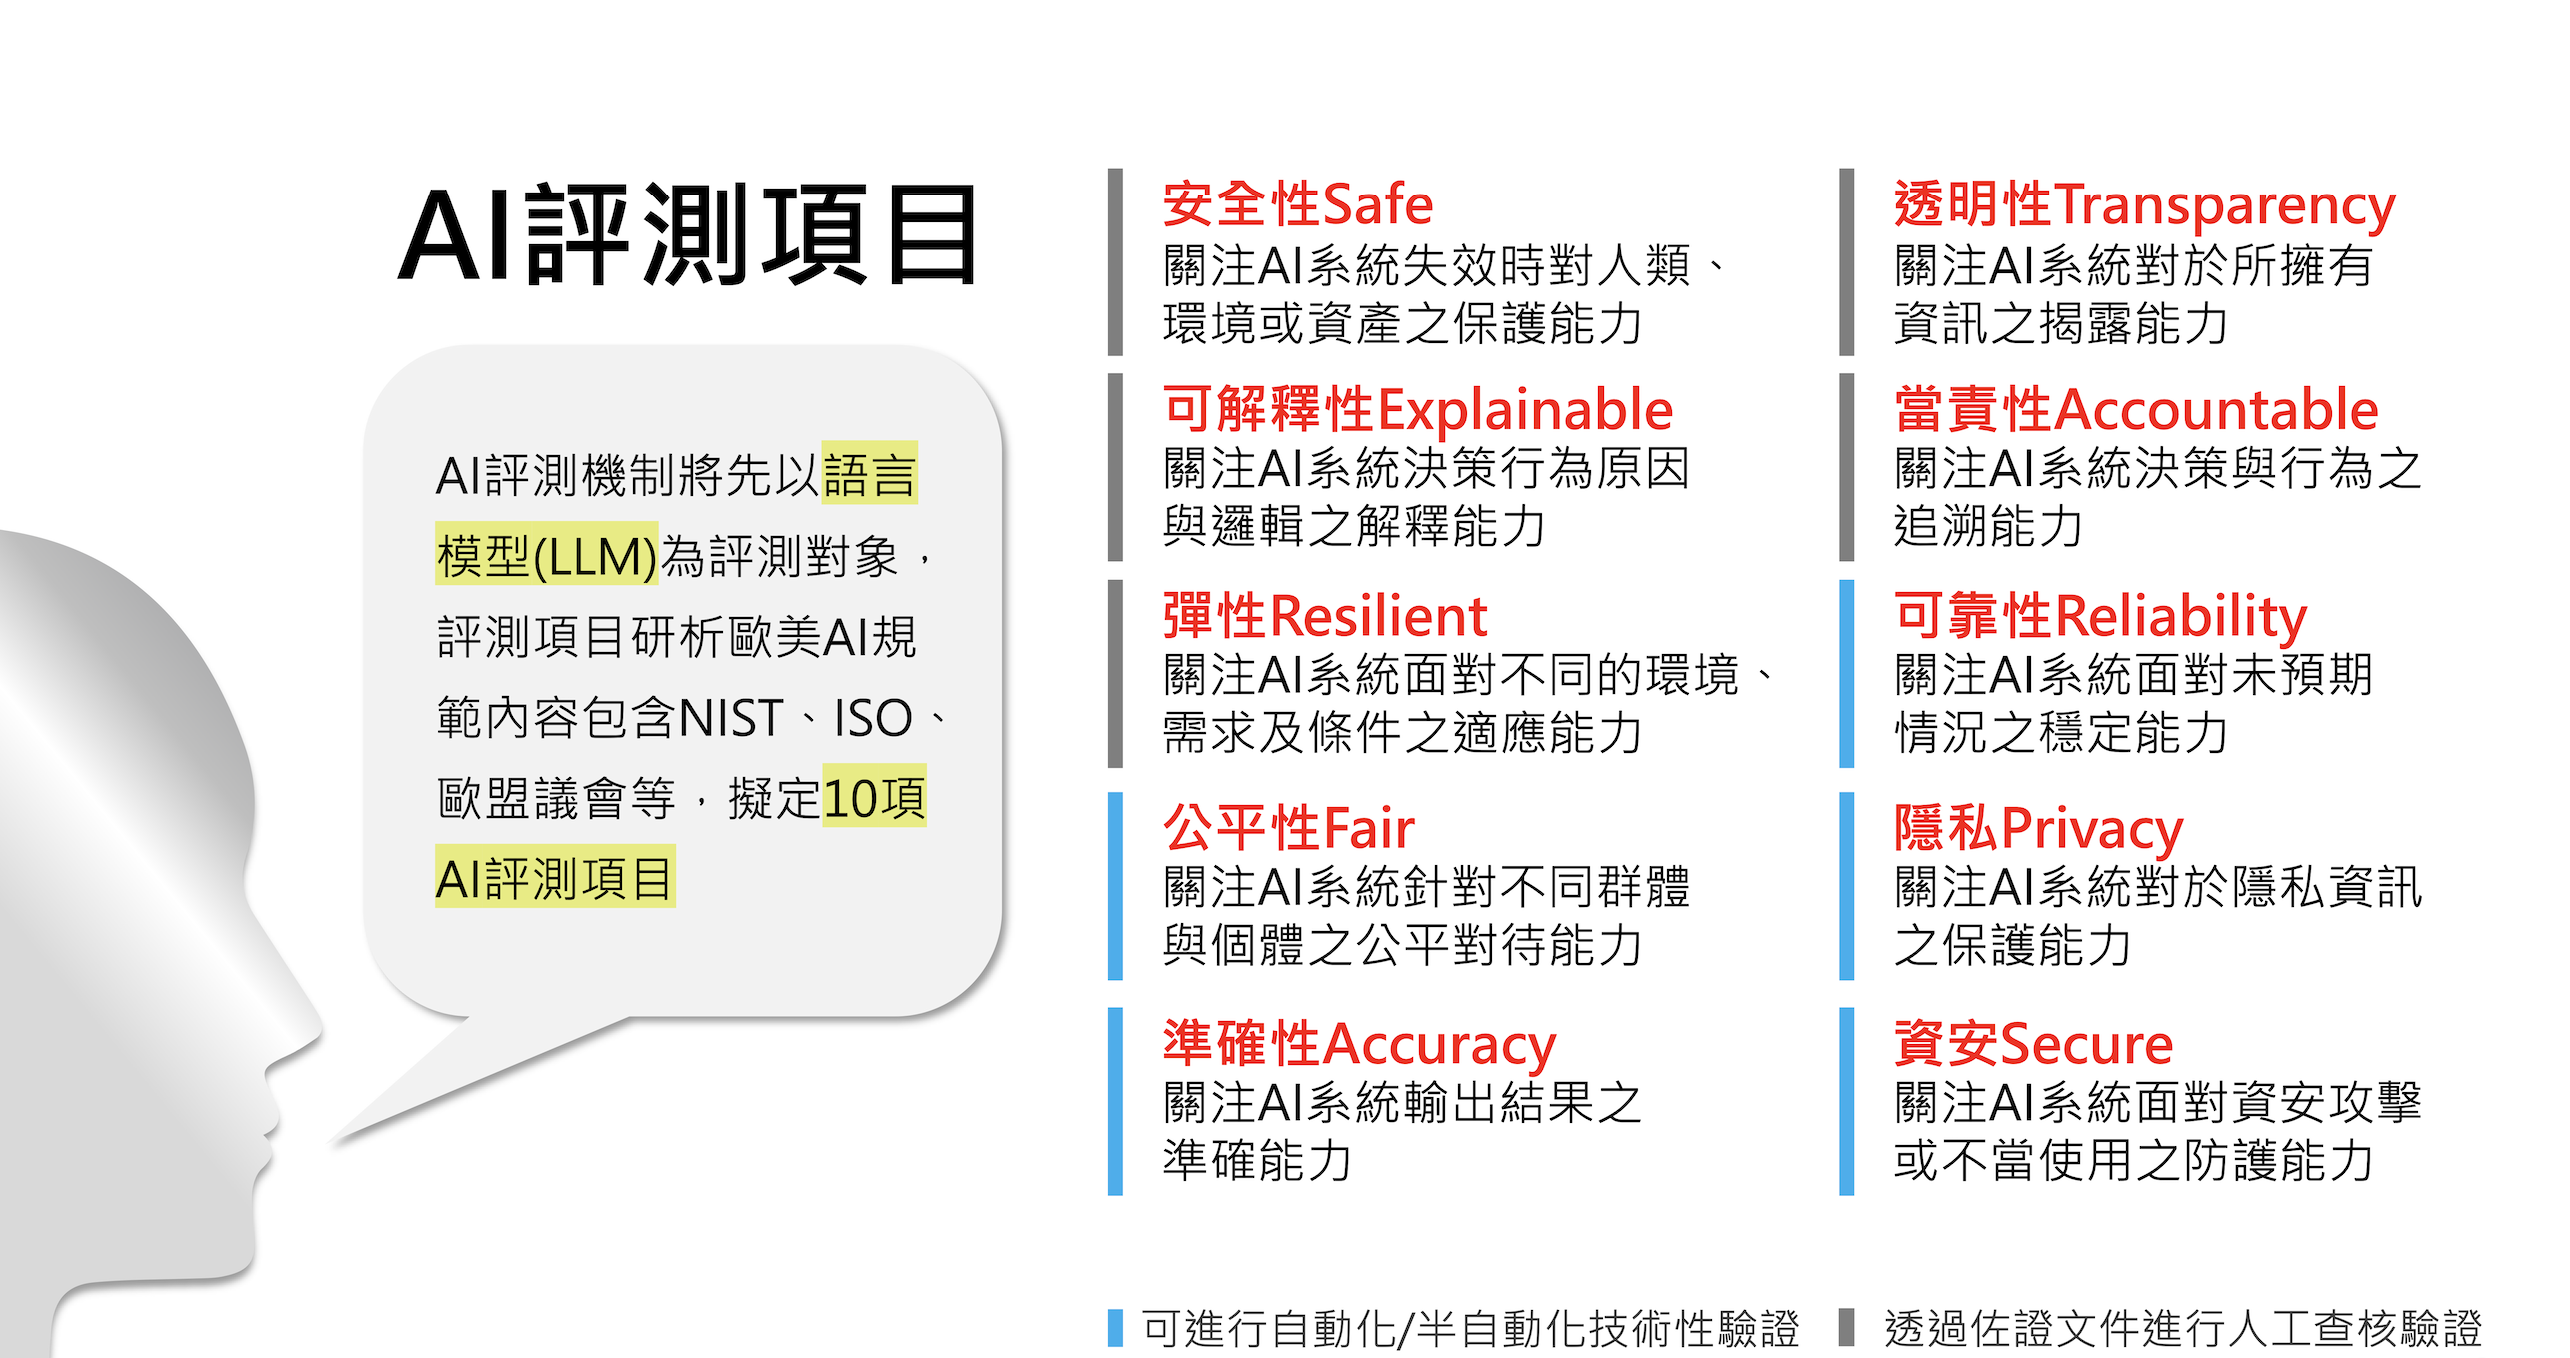 AI評測項目
AI評測機制將先以語言
模型(LLM)為評測對象，
評測項目研析歐美AI規
範內容包含NIST、ISO、
歐盟議會等，擬定10項
AI評測項目
安全性Safe
關注AI系統失效時對人類、
環境或資產之保護能力
可解釋性Explainable
關注AI系統決策行為原因
與邏輯之解釋能力
彈性Resilient
關注AI系統面對不同的環境、
需求及條件之適應能力
公平性Fair
關注AI系統針對不同群體
與個體之公平對待能力
準確性Accuracy
關注AI系統輸出結果之
準確能力
透明性Transparency
關注AI系統對於所擁有
資訊之揭露能力
當責性Accountable
關注AI系統決策與行為之
追溯能力
可靠性Reliability
關注AI系統面對未預期
情況之穩定能力
隱私Privacy
關注AI系統對於隱私資訊
之保護能力
資安Secure
關注AI系統面對資安攻擊
或不當使用之防護能力
可進行自動化/半自動化技術性驗證
透過佐證文件進行人工查核驗證